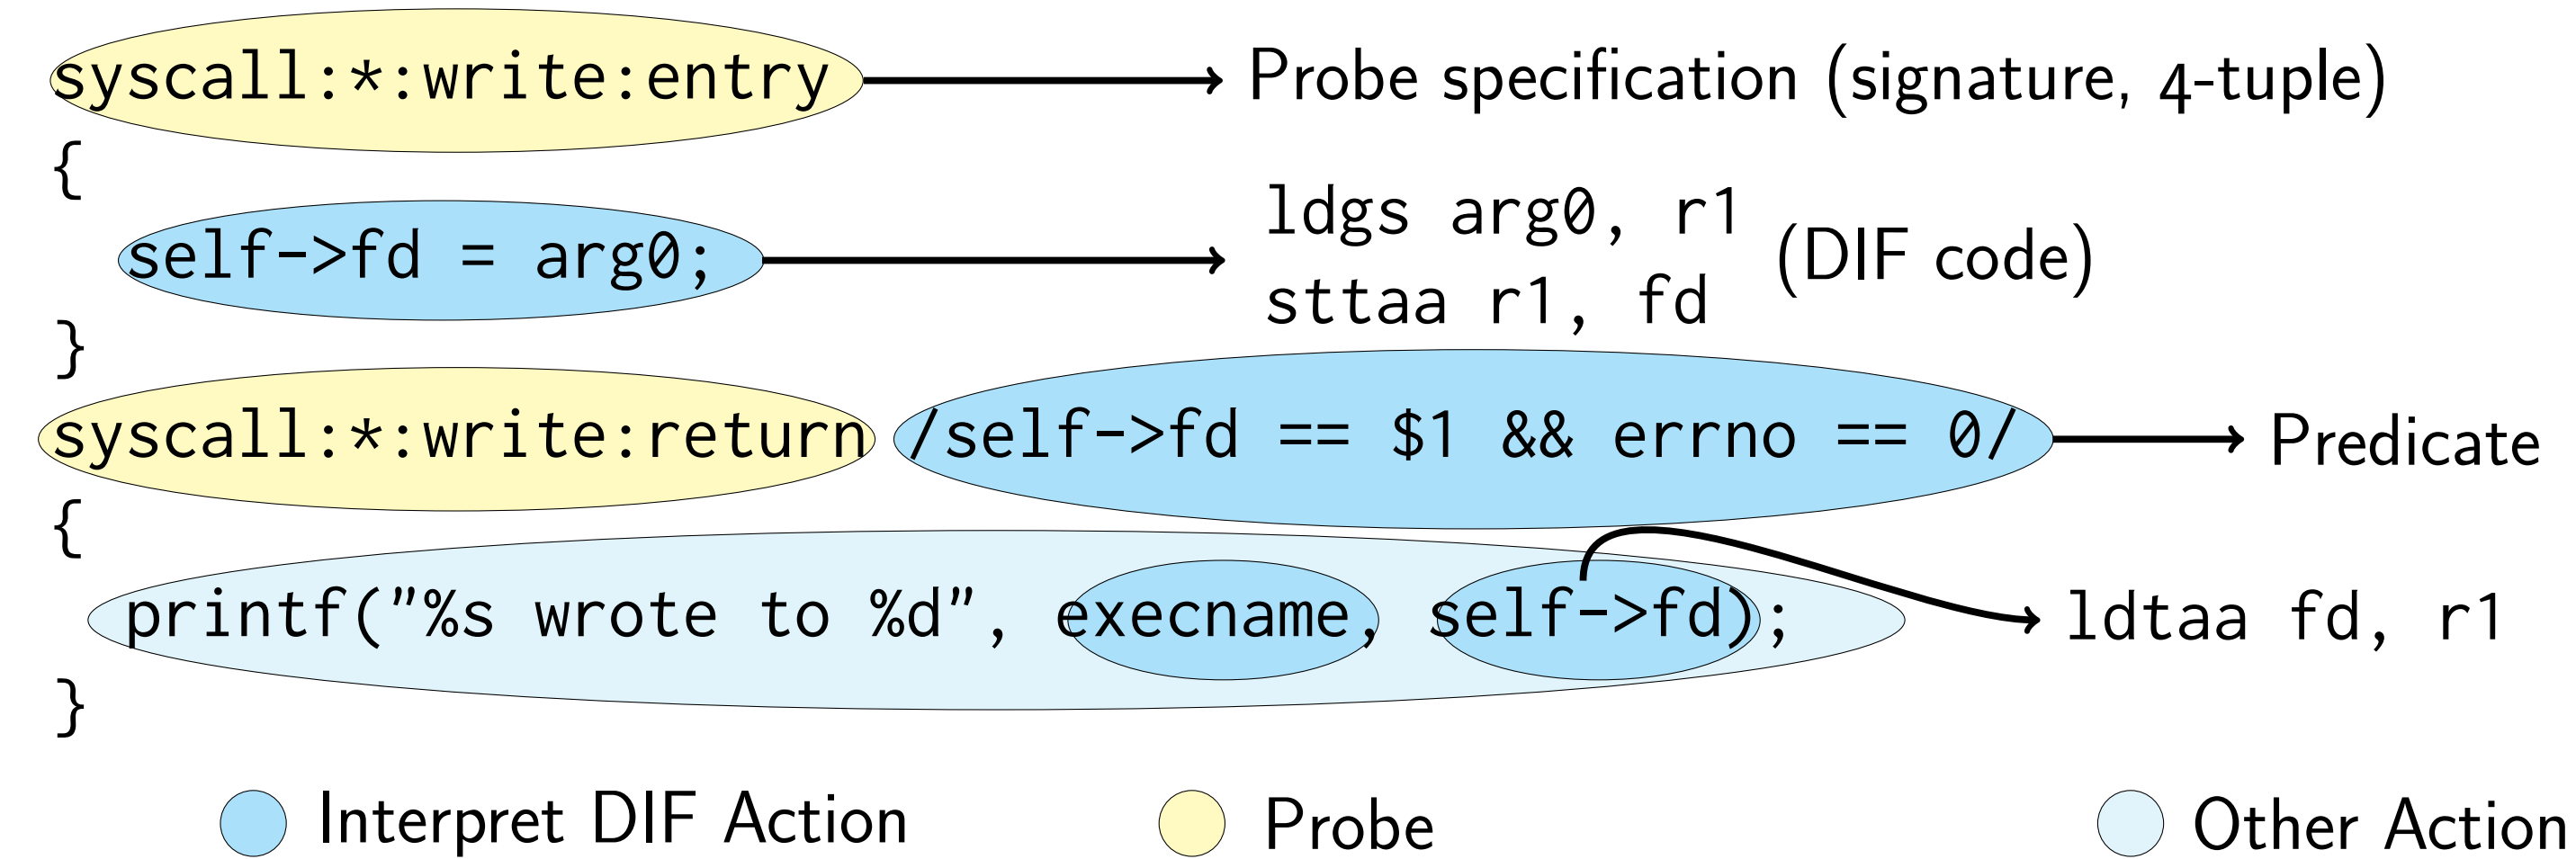 syscall:*:write:entry Probe specification (signature, 4-tuple)
{
ldgs arg0, r1
self->fd = arg0; (DIF code)
sttaa r1, fd
}
syscall:*:write:return /self->fd == $1 && errno == 0/ Predicate
{
printf("%s wrote to %d", execname, self->fd); ldtaa fd, r1
}
Interpret DIF Action Probe Other Action